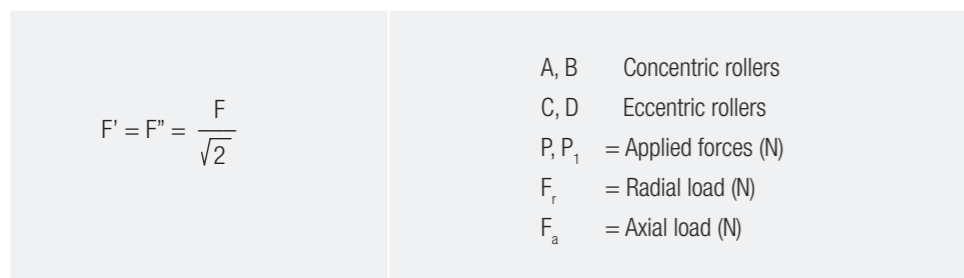 F’ = F” = F / √2
A, B Concentric rollers
C, D Eccentric rollers
P, P₁ = Applied forces (N)
Fᵣ = Radial load (N)
Fₐ = Axial load (N)